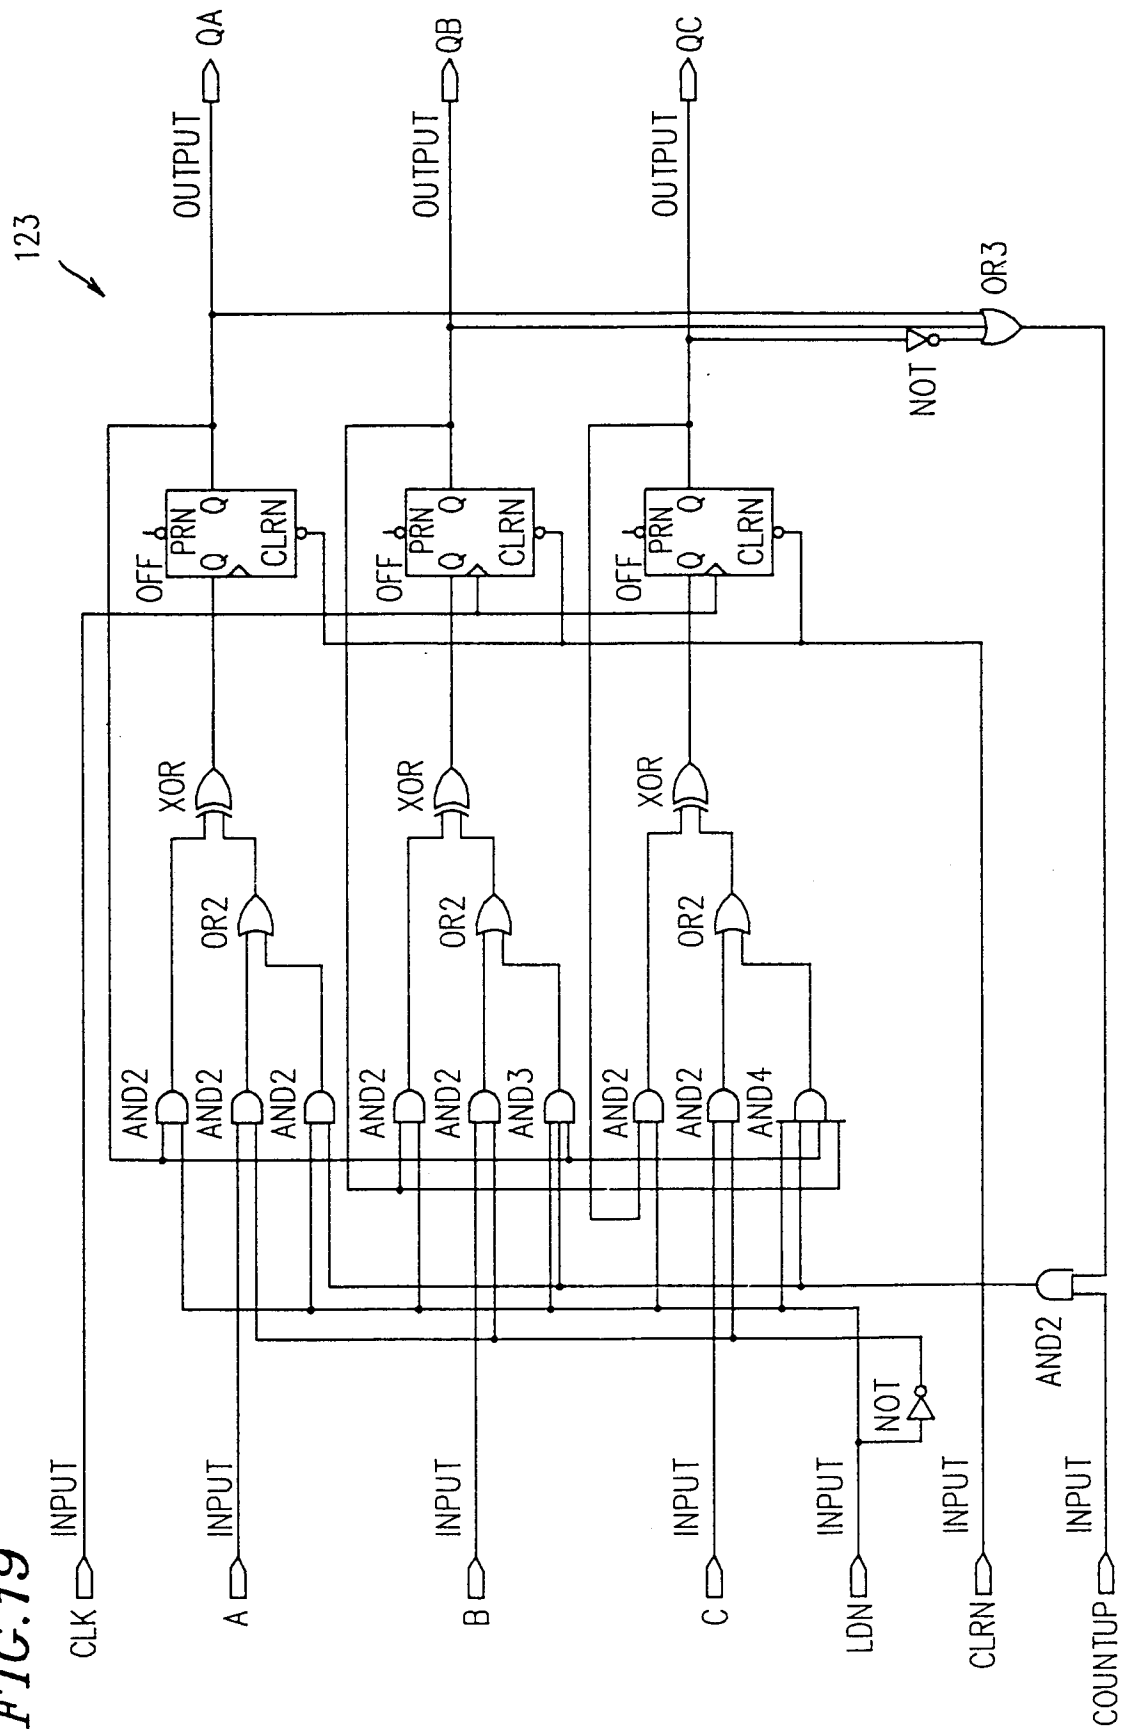 FIG.19
123
CLK
INPUT
A
INPUT
B
INPUT
C
INPUT
LDN
INPUT
CLRN
INPUT
COUNTUP
INPUT
NOT
AND2
AND2
AND2
AND2
AND2
AND2
AND3
AND2
AND2
AND4
OR2
OR2
OR2
XOR
XOR
XOR
OFF
PRN
Q
Q
CLRN
OFF
PRN
Q
Q
CLRN
OFF
PRN
Q
Q
CLRN
NOT
OR3
OUTPUT
QA
OUTPUT
QB
OUTPUT
QC